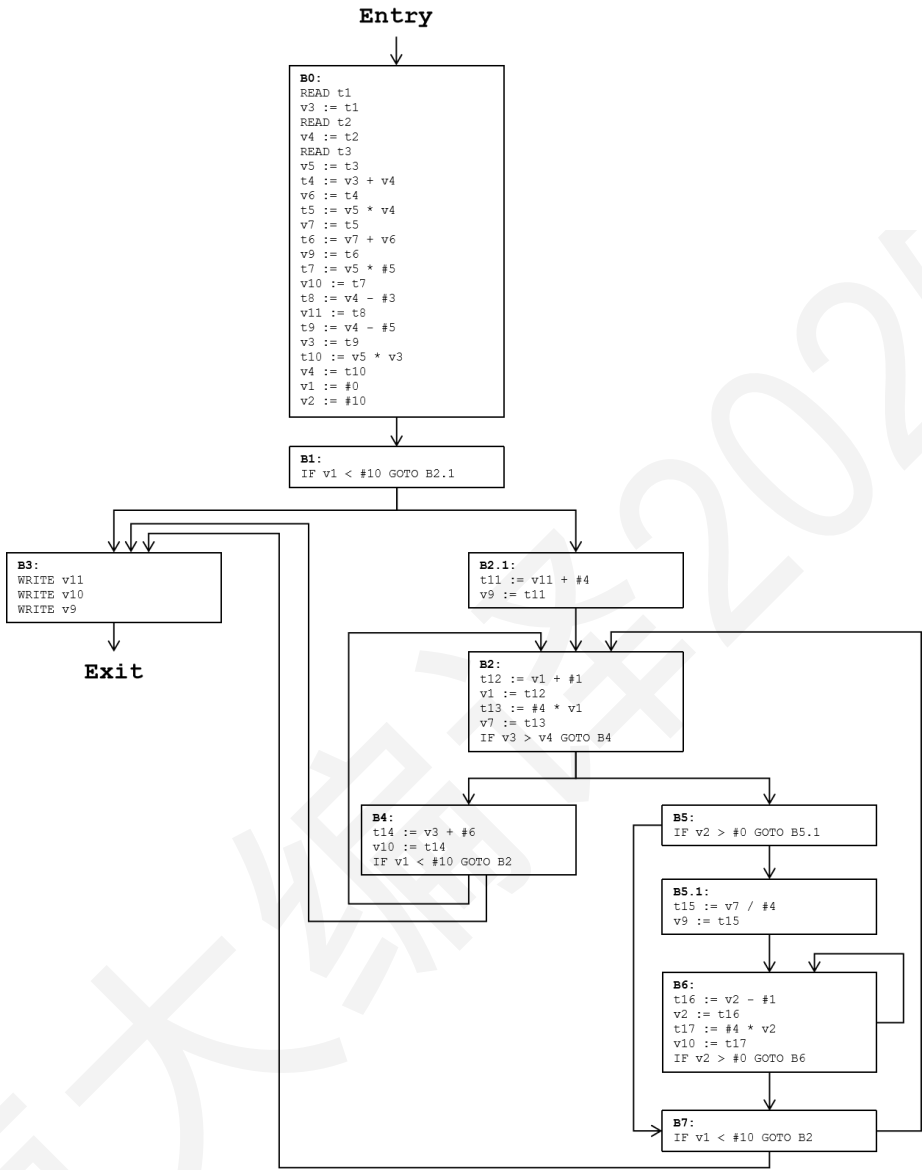 Entry
B0:
READ t1
v3 := t1
READ t2
v4 := t2
READ t3
v5 := t3
t4 := v3 + v4
v6 := t4
t5 := v5 * v4
v7 := t5
t6 := v7 + v6
v9 := t6
t7 := v5 * #5
v10 := t7
t8 := v4 - #3
v11 := t8
t9 := v4 - #5
v3 := t9
t10 := v5 * v3
v4 := t10
v1 := #0
v2 := #10
B1:
IF v1 < #10 GOTO B2.1
B3:
WRITE v11
WRITE v10
WRITE v9
Exit
B2.1:
t11 := v11 + #4
v9 := t11
B2:
t12 := v1 + #1
v1 := t12
t13 := #4 * v1
v7 := t13
IF v3 > v4 GOTO B4
B4:
t14 := v3 + #6
v10 := t14
IF v1 < #10 GOTO B2
B5:
IF v2 > #0 GOTO B5.1
B5.1:
t15 := v7 / #4
v9 := t15
B6:
t16 := v2 - #1
v2 := t16
t17 := #4 * v2
v10 := t17
IF v2 > #0 GOTO B6
B7:
IF v1 < #10 GOTO B2
大编译202